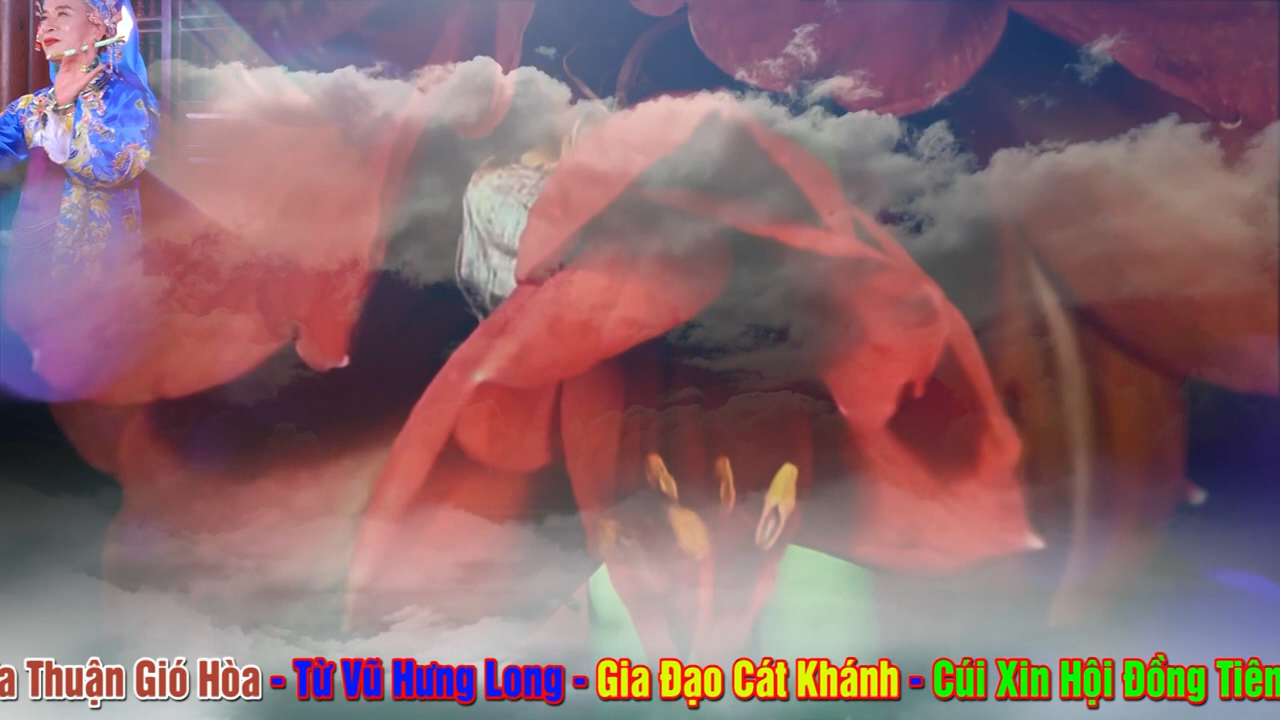 Thuận Gió Hòa - Từ Vũ Hưng Long - Gia Đạo Cát Khánh - Cúi Xin Hội Đồng Tiên